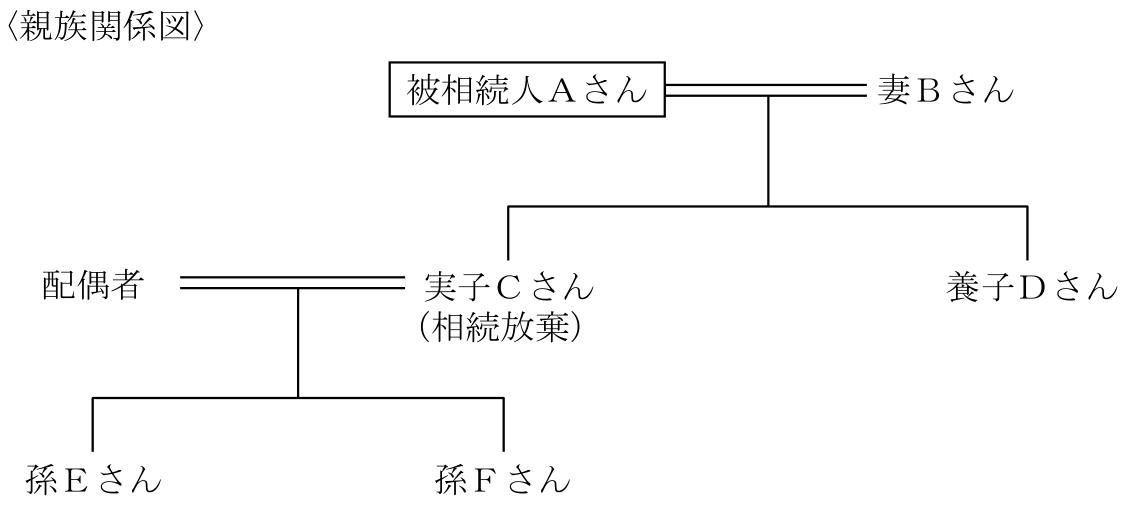 〈親族関係図〉
被相続人Aさん
妻Bさん
配偶者
実子Cさん
(相続放棄)
養子Dさん
孫Eさん
孫Fさん